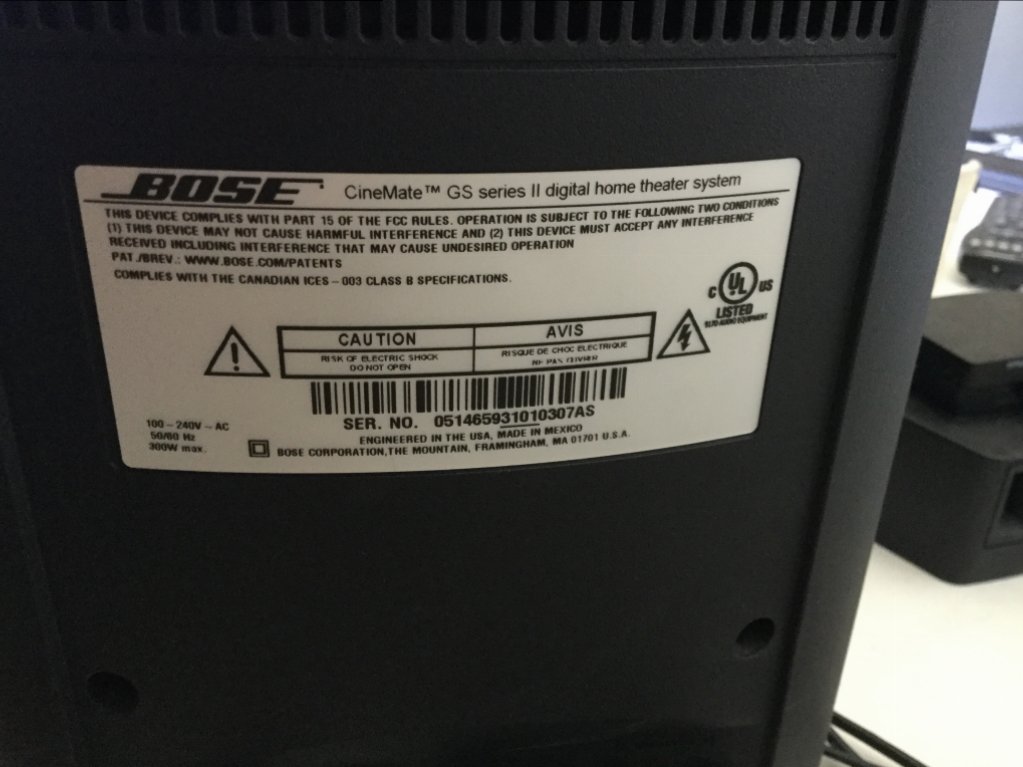 BOSE CineMate™ GS series II digital home theater system
THIS DEVICE COMPLIES WITH PART 15 OF THE FCC RULES. OPERATION IS SUBJECT TO THE FOLLOWING TWO CONDITIONS
(1) THIS DEVICE MAY NOT CAUSE HARMFUL INTERFERENCE AND (2) THIS DEVICE MUST ACCEPT ANY INTERFERENCE
RECEIVED INCLUDING INTERFERENCE THAT MAY CAUSE UNDESIRED OPERATION
PAT./BREV.: WWW.BOSE.COM/PATENTS
COMPLIES WITH THE CANADIAN ICES-003 CLASS B SPECIFICATIONS.
C UL US
LISTED
CAUTION
RISK OF ELECTRIC SHOCK
DO NOT OPEN
AVIS
RISQUE DE CHOC ELECTRIQUE
NE PAS OUVRIR
SER. NO. 051465931010307AS
100-240V-AC
50/60 Hz
300W max.
ENGINEERED IN THE USA, MADE IN MEXICO
BOSE CORPORATION, THE MOUNTAIN, FRAMINGHAM, MA 01701 U.S.A.